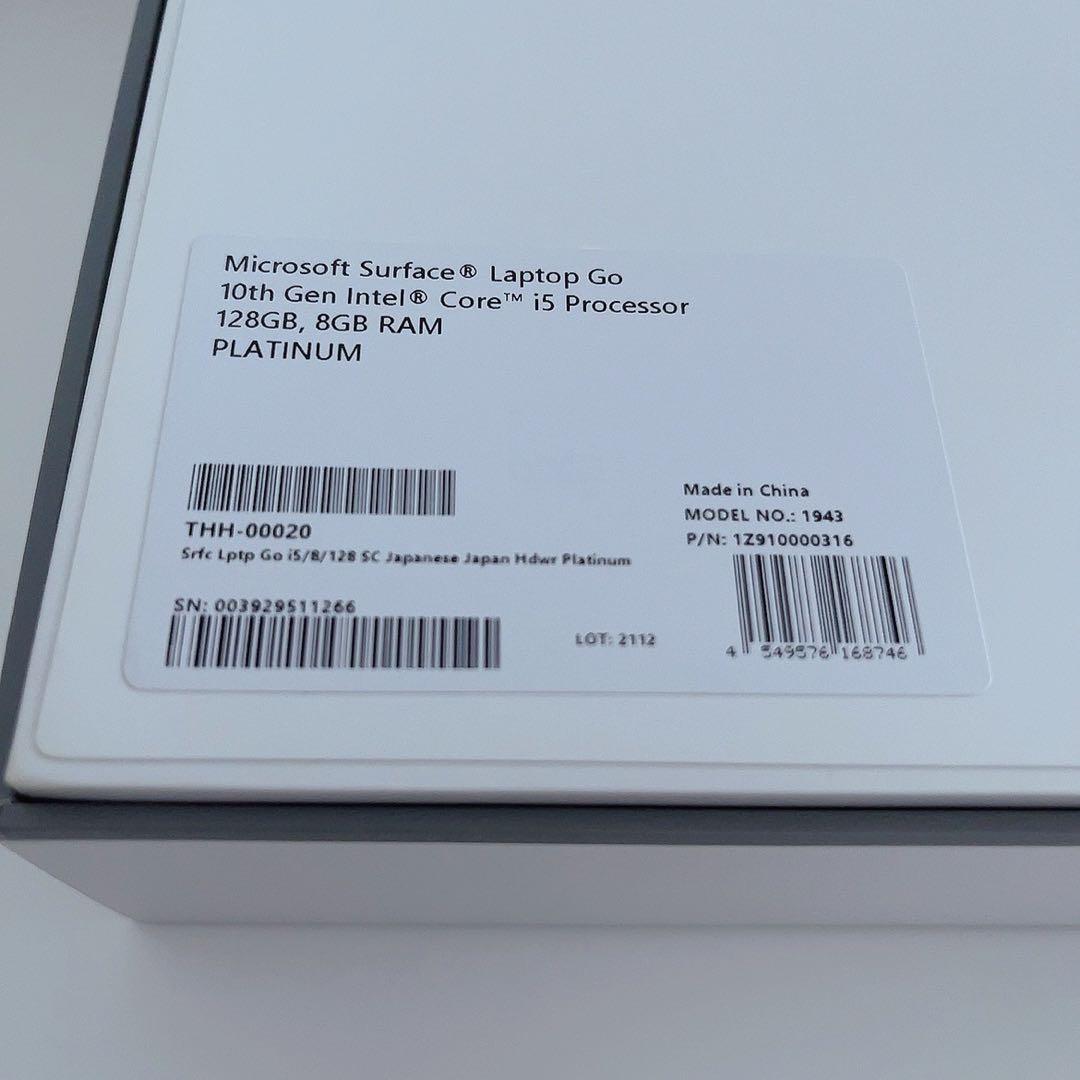 Microsoft Surface® Laptop Go
10th Gen Intel® Core™ i5 Processor
128GB, 8GB RAM
PLATINUM
THH-00020
Srfc Lptp Go i5/8/128 SC Japanese Japan Hdwr Platinum
SN: 003929511266
LOT: 2112
Made in China
MODEL NO.: 1943
P/N: 1Z910000316
4 549576 168746